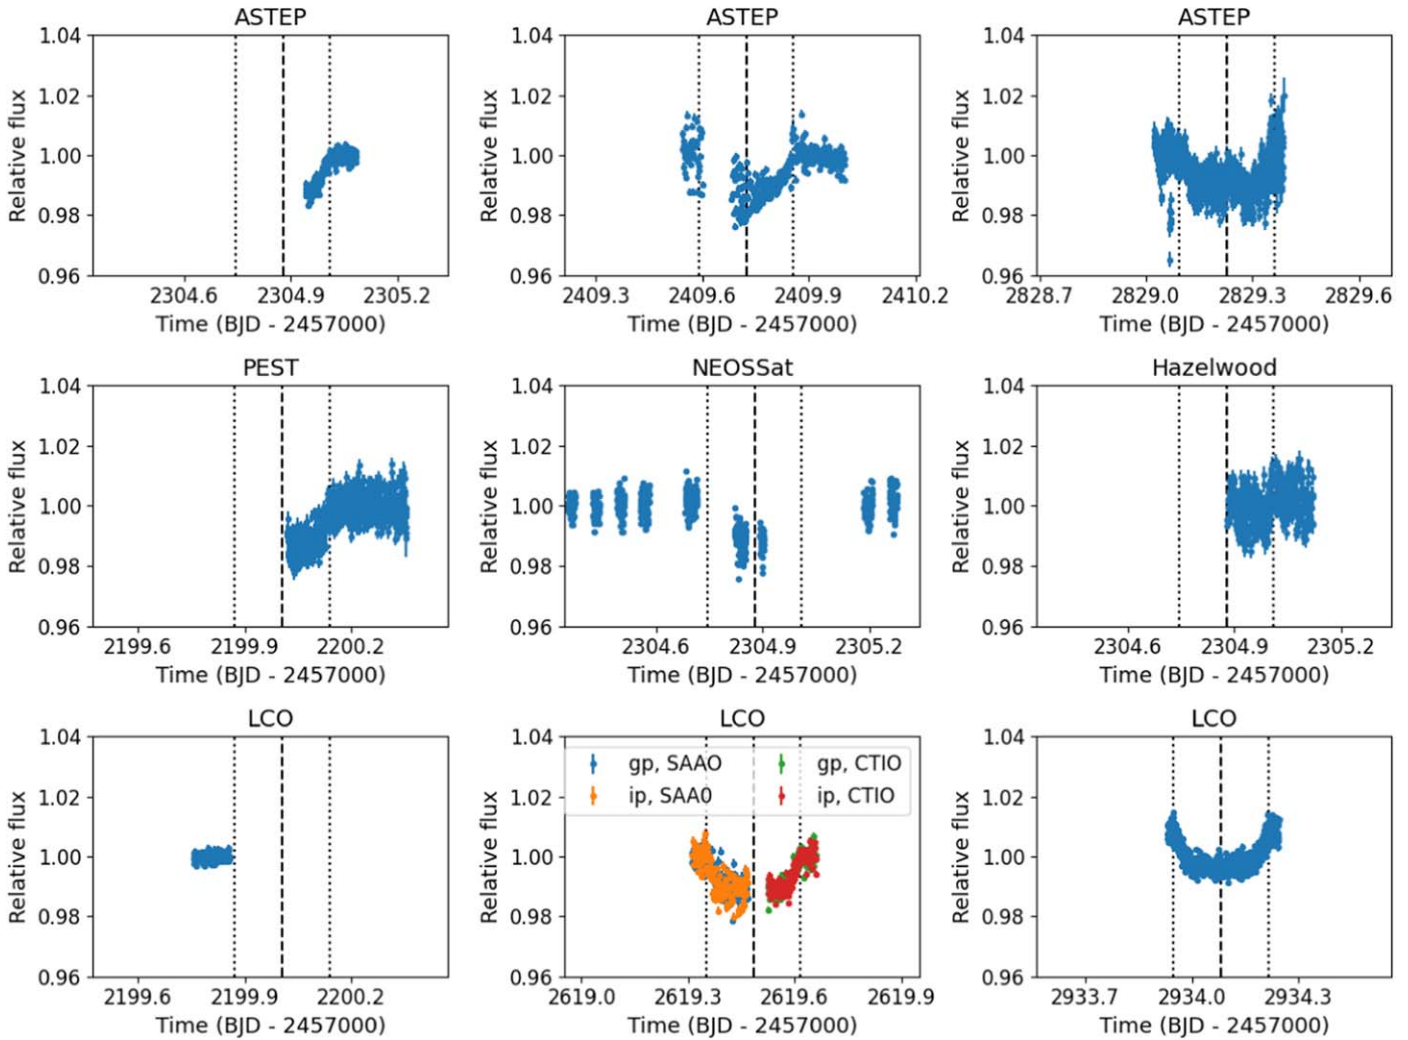 ASTEP
ASTEP
ASTEP
1.04
1.02
1.00
0.98
0.96
Relative flux
2304.6 2304.9 2305.2
Time (BJD - 2457000)
1.04
1.02
1.00
0.98
0.96
Relative flux
2409.3 2409.6 2409.9 2410.2
Time (BJD - 2457000)
1.04
1.02
1.00
0.98
0.96
Relative flux
2828.7 2829.0 2829.3 2829.6
Time (BJD - 2457000)
PEST
NEOSSat
Hazelwood
1.04
1.02
1.00
0.98
0.96
Relative flux
2199.6 2199.9 2200.2
Time (BJD - 2457000)
1.04
1.02
1.00
0.98
0.96
Relative flux
2304.6 2304.9 2305.2
Time (BJD - 2457000)
1.04
1.02
1.00
0.98
0.96
Relative flux
2304.6 2304.9 2305.2
Time (BJD - 2457000)
LCO
LCO
LCO
1.04
1.02
1.00
0.98
0.96
Relative flux
2199.6 2199.9 2200.2
Time (BJD - 2457000)
1.04
1.02
1.00
0.98
0.96
Relative flux
gp, SAAO gp, CTIO
ip, SAA0 ip, CTIO
2619.0 2619.3 2619.6 2619.9
Time (BJD - 2457000)
1.04
1.02
1.00
0.98
0.96
Relative flux
2933.7 2934.0 2934.3
Time (BJD - 2457000)